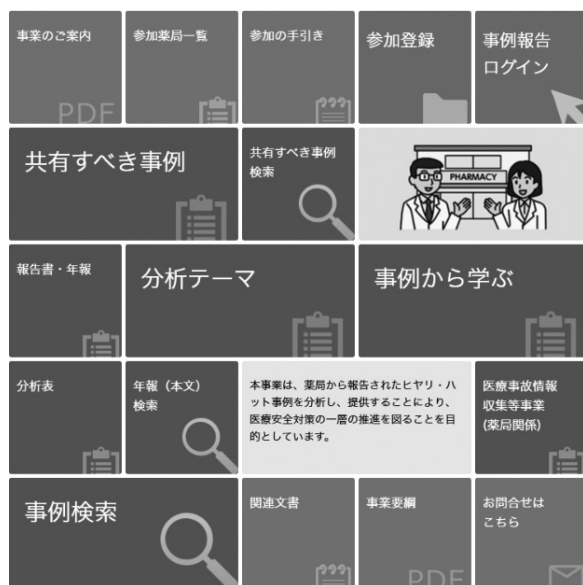 事業のご案内
PDF
参加薬局一覧
参加の手引き
参加登録
事例報告
ログイン
共有すべき事例
共有すべき事例
検索
PHARMACY
報告書・年報
分析テーマ
事例から学ぶ
分析表
年報（本文）
検索
本事業は、薬局から報告されたヒヤリ・ハ
ット事例を分析し、提供することにより、
医療安全対策の一層の推進を図ることを目
的としています。
医療事故情報
収集等事業
(薬局関係)
事例検索
関連文書
事業要綱
PDF
お問合せは
こちら